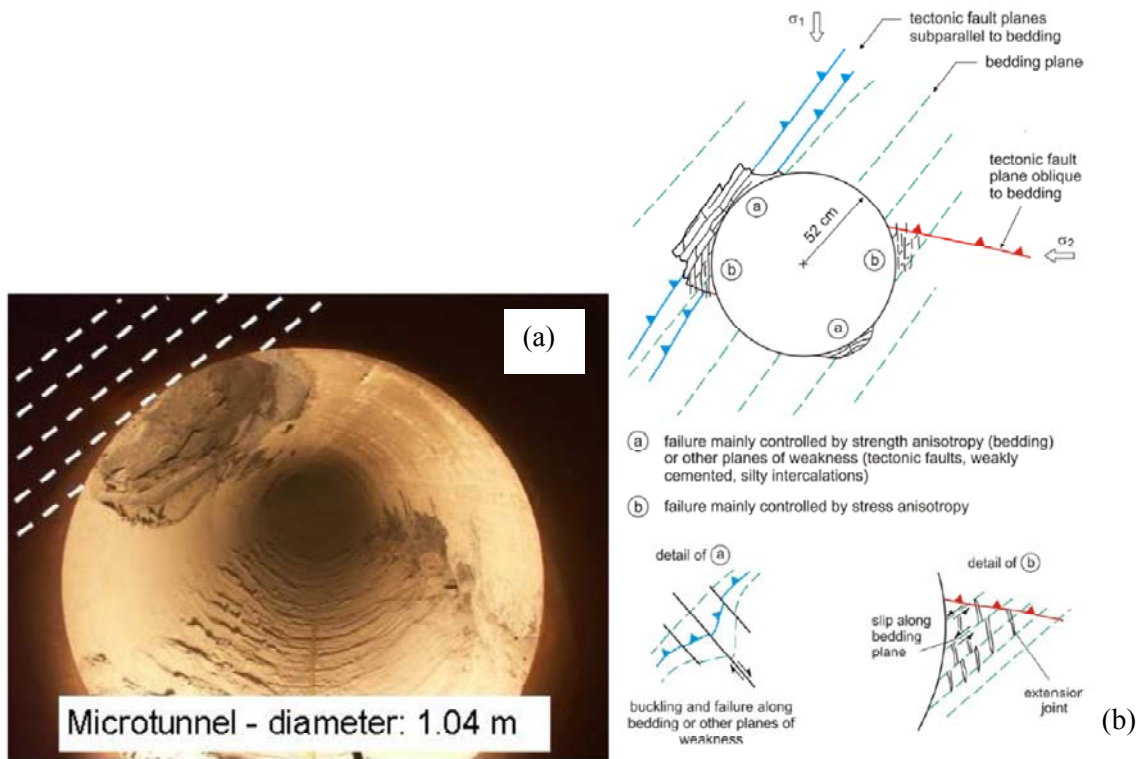 (a)
Microtunnel - diameter: 1.04 m
σ1
tectonic fault planes
subparallel to bedding
bedding plane
tectonic fault
plane oblique
to bedding
σ2
a
52 cm
b
b
a
a failure mainly controlled by strength anisotropy (bedding)
or other planes of weakness (tectonic faults, weakly
cemented, silty intercalations)
b failure mainly controlled by stress anisotropy
detail of a
buckling and failure along
bedding or other planes of
weakness
detail of b
slip along
bedding
plane
extension
joint
(b)